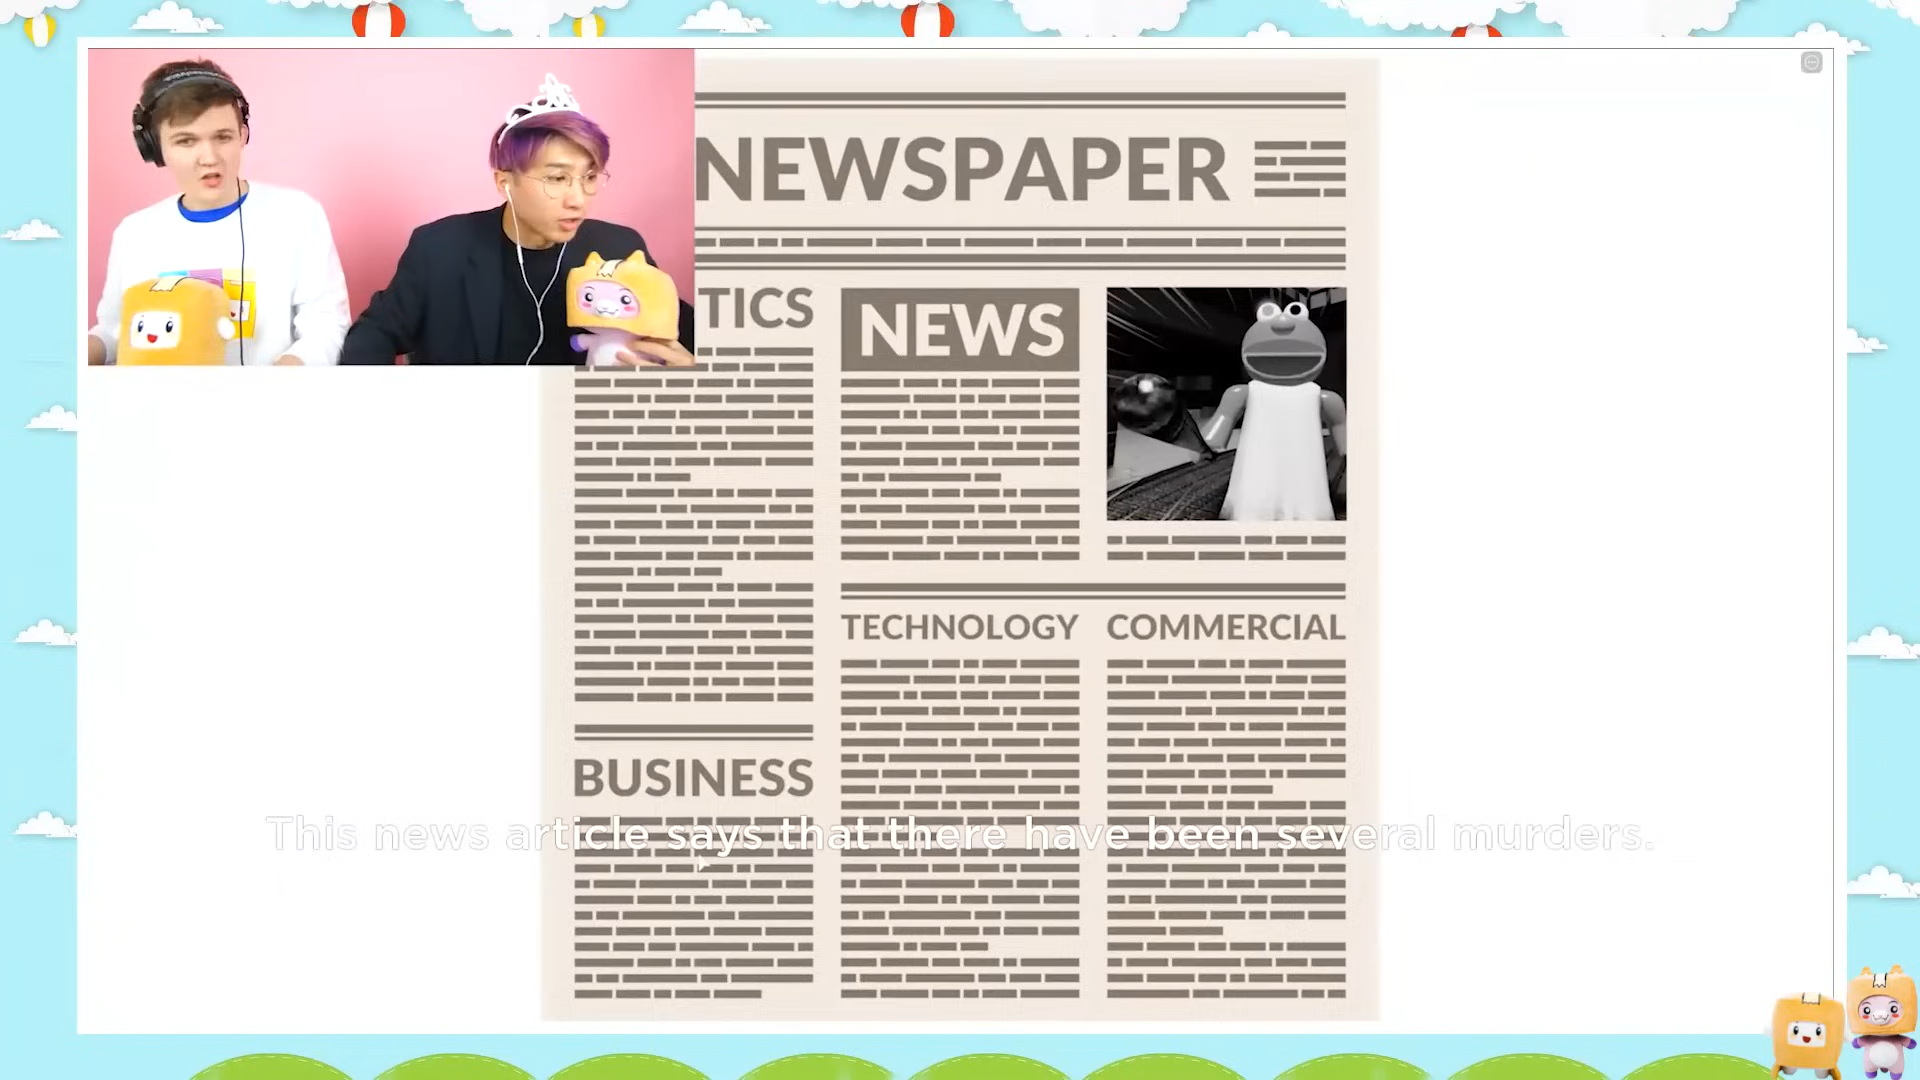 NEWSPAPER
TICS
NEWS
TECHNOLOGY
COMMERCIAL
BUSINESS
This news article says that there have been several murders.